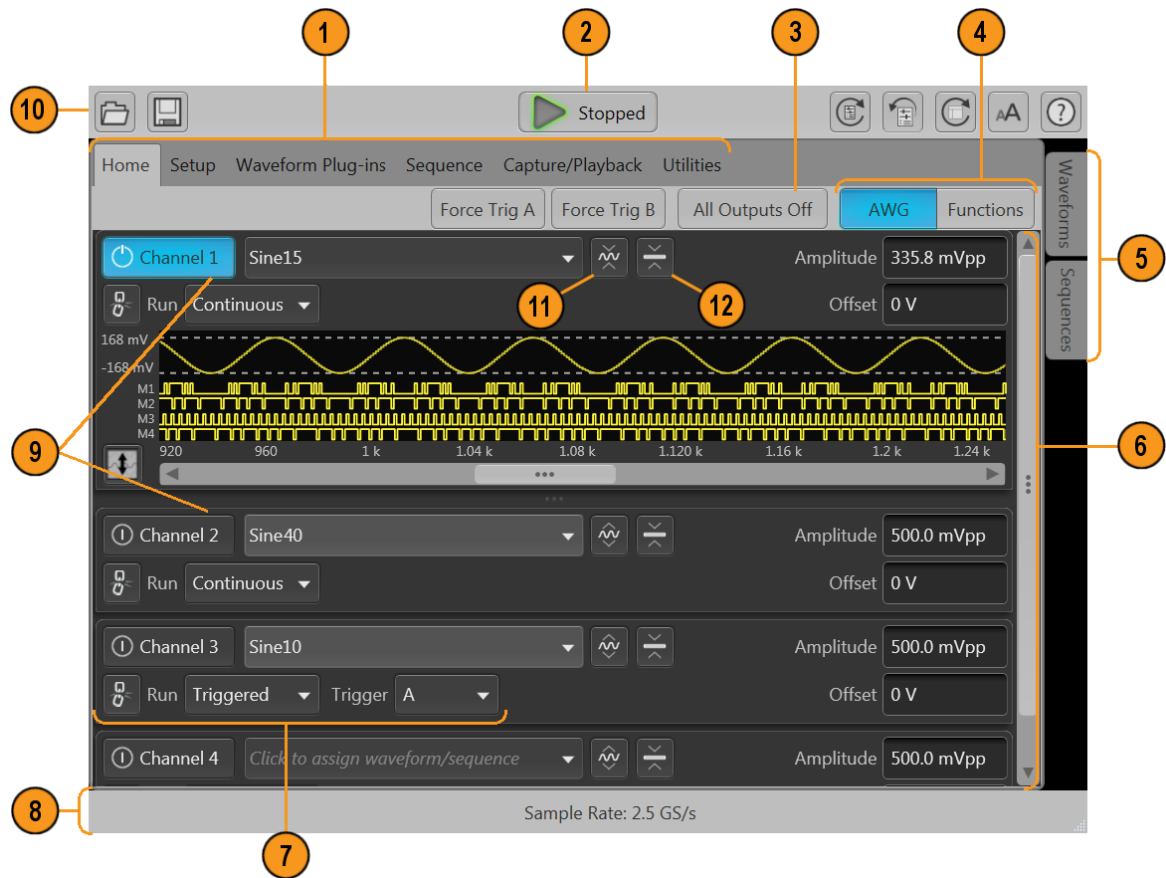 1
2
3
4
10
Stopped
AA
?
Home Setup Waveform Plug-ins Sequence Capture/Playback Utilities
Force Trig A Force Trig B All Outputs Off AWG Functions
Waveforms
Sequences
5
Channel 1 Sine15 Amplitude 335.8 mVpp
11
12
Run Continuous Offset 0 V
168 mV
-168 mV
M1
M2
M3
M4
920 960 1 k 1.04 k 1.08 k 1.120 k 1.16 k 1.2 k 1.24 k
9
6
Channel 2 Sine40 Amplitude 500.0 mVpp
Run Continuous Offset 0 V
Channel 3 Sine10 Amplitude 500.0 mVpp
Run Triggered Trigger A Offset 0 V
Channel 4 Click to assign waveform/sequence Amplitude 500.0 mVpp
8
Sample Rate: 2.5 GS/s
7